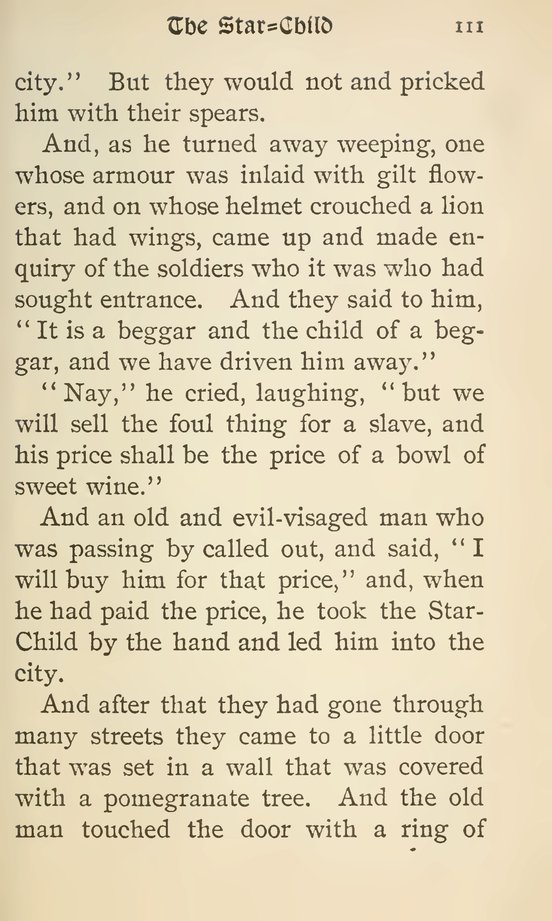 The Star=Child 111
city.” But they would not and pricked
him with their spears.
And, as he turned away weeping, one
whose armour was inlaid with gilt flow-
ers, and on whose helmet crouched a lion
that had wings, came up and made en-
quiry of the soldiers who it was who had
sought entrance. And they said to him,
“It is a beggar and the child of a beg-
gar, and we have driven him away.”
“Nay,” he cried, laughing, “but we
will sell the foul thing for a slave, and
his price shall be the price of a bowl of
sweet wine.”
And an old and evil-visaged man who
was passing by called out, and said, “I
will buy him for that price,” and, when
he had paid the price, he took the Star-
Child by the hand and led him into the
city.
And after that they had gone through
many streets they came to a little door
that was set in a wall that was covered
with a pomegranate tree. And the old
man touched the door with a ring of